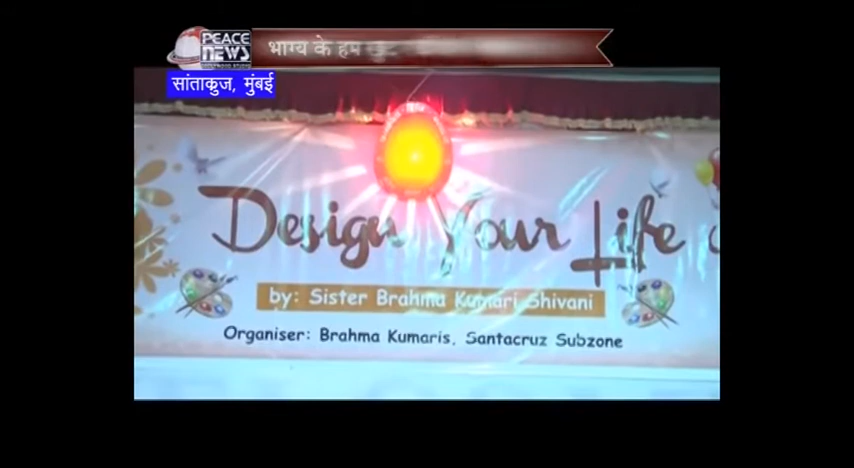 PEACE
NEWS
भाग्य के हम
सांताक्रुज, मुंबई
Design Your Life
by: Sister Brahma Kumari Shivani
Organiser: Brahma Kumaris, Santacruz Subzone